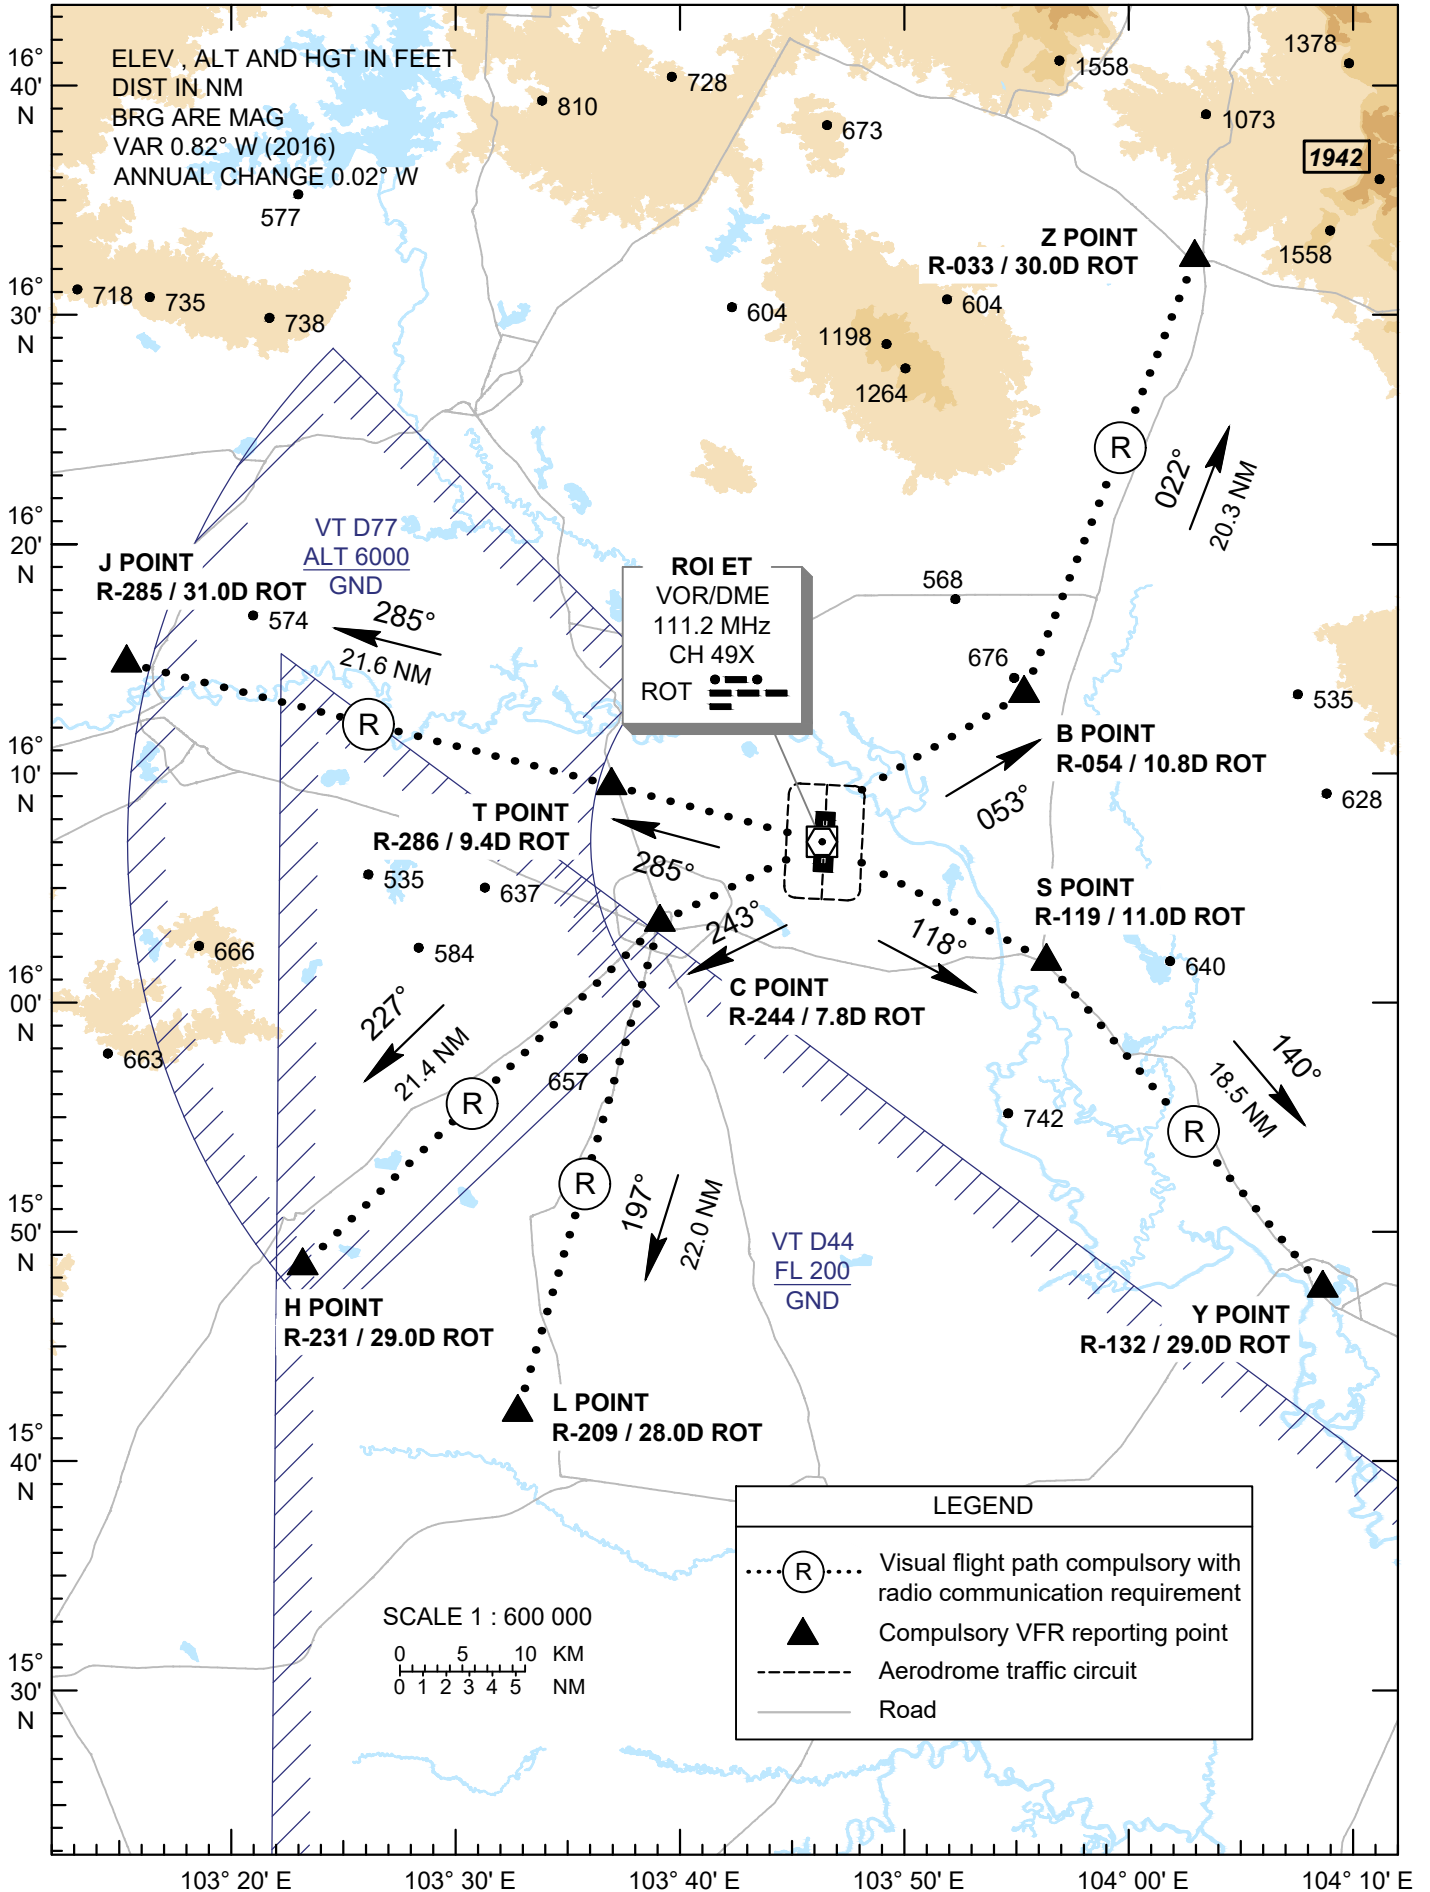 ELEV , ALT AND HGT IN FEET
DIST IN NM
BRG ARE MAG
VAR 0.82° W (2016)
ANNUAL CHANGE 0.02° W
16°
40'
N
16°
30'
N
16°
20'
N
16°
10'
N
16°
00'
N
15°
50'
N
15°
40'
N
15°
30'
N
577
810
728
673
1558
1378
1073
1942
1558
718
735
738
604
604
1198
1264
Z POINT
R-033 / 30.0D ROT
R
022°
20.3 NM
VT D77
ALT 6000
GND
J POINT
R-285 / 31.0D ROT
574
285°
21.6 NM
R
ROI ET
VOR/DME
111.2 MHz
CH 49X
ROT
568
676
535
628
B POINT
R-054 / 10.8D ROT
053°
T POINT
R-286 / 9.4D ROT
285°
535
637
584
666
663
243°
118°
S POINT
R-119 / 11.0D ROT
640
C POINT
R-244 / 7.8D ROT
227°
21.4 NM
R
657
742
140°
18.5 NM
R
R
197°
22.0 NM
VT D44
FL 200
GND
H POINT
R-231 / 29.0D ROT
Y POINT
R-132 / 29.0D ROT
L POINT
R-209 / 28.0D ROT
LEGEND
R
Visual flight path compulsory with
radio communication requirement
Compulsory VFR reporting point
Aerodrome traffic circuit
Road
SCALE 1 : 600 000
0 5 10 KM
0 1 2 3 4 5 NM
103° 20' E
103° 30' E
103° 40' E
103° 50' E
104° 00' E
104° 10' E